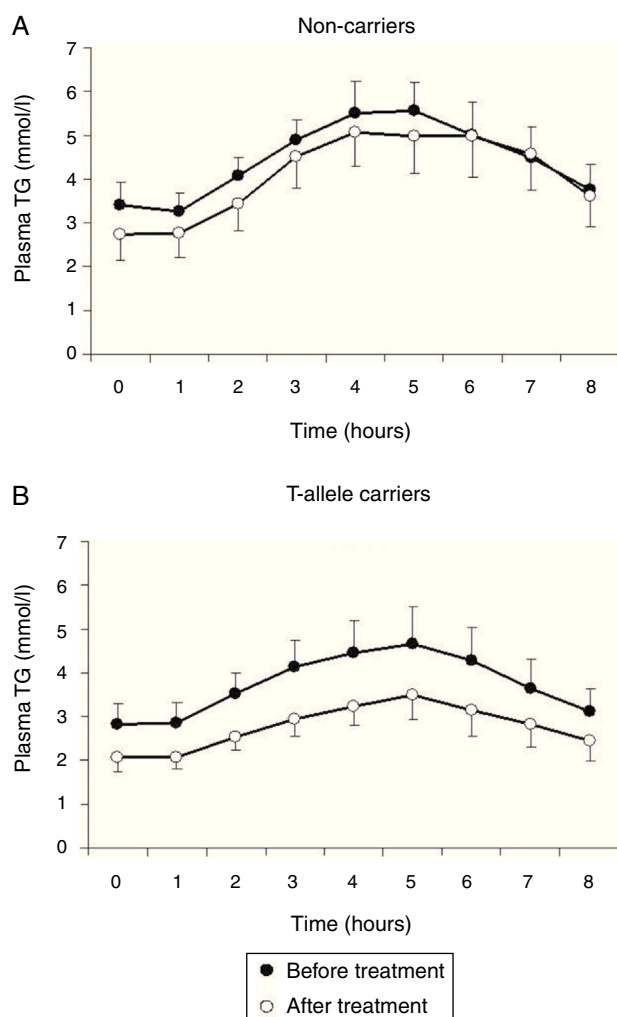 A
Non-carriers
Plasma TG (mmol/l)
7
6
5
4
3
2
1
0
0 1 2 3 4 5 6 7 8
Time (hours)
B
T-allele carriers
Plasma TG (mmol/l)
7
6
5
4
3
2
1
0
0 1 2 3 4 5 6 7 8
Time (hours)
Before treatment
After treatment